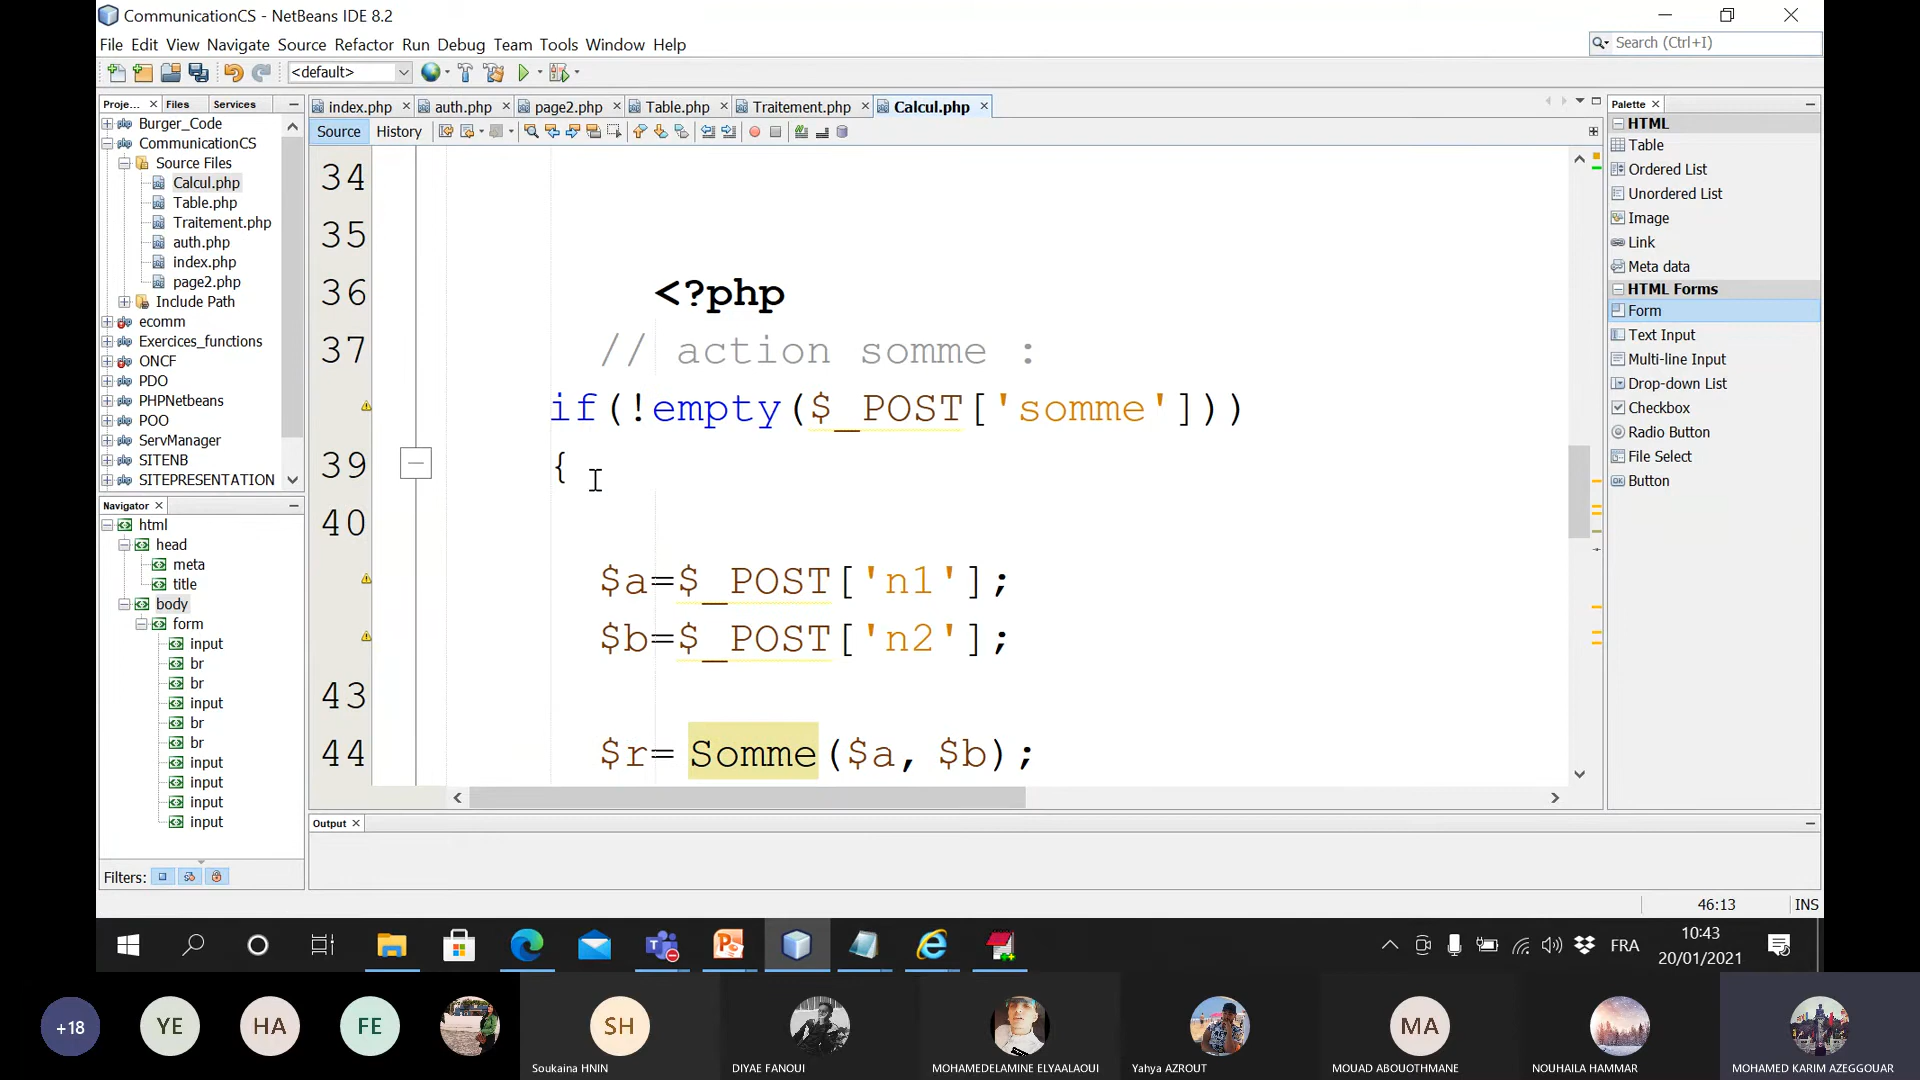 CommunicationCS - NetBeans IDE 8.2
File Edit View Navigate Source Refactor Run Debug Team Tools Window Help
Search (Ctrl+I)
<default>
Proje... Files Services
index.php auth.php page2.php Table.php Traitement.php Calcul.php
Source History
Burger_Code
CommunicationCS
Source Files
Calcul.php
Table.php
Traitement.php
auth.php
index.php
page2.php
Include Path
ecomm
Exercices_functions
ONCF
PDO
PHPNetbeans
POO
ServManager
SITENB
SITEPRESENTATION
Navigator
html
head
meta
title
body
form
input
br
br
input
br
br
input
input
input
input
Filters:
34
35
36 <?php
37 // action somme :
if(!empty($_POST['somme']))
39 {
40
$a=$_POST['n1'];
$b=$_POST['n2'];
43
44 $r= Somme($a, $b);
Output
Palette
HTML
Table
Ordered List
Unordered List
Image
Link
Meta data
HTML Forms
Form
Text Input
Multi-line Input
Drop-down List
Checkbox
Radio Button
File Select
Button
46:13 INS
FRA
10:43
20/01/2021
+18 YE HA FE SH MA
Soukaina HNIN DIYAE FANOUI MOHAMEDELAMINE ELYAALAOUI Yahya AZROUT MOUAD ABOUOTHMANE NOUHAILA HAMMAR MOHAMED KARIM AZEGGOUAR